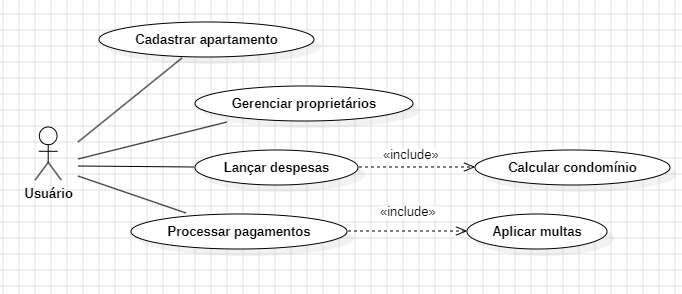 Cadastrar apartamento
Gerenciar proprietários
Usuário
Lançar despesas
«include»
Calcular condomínio
Processar pagamentos
«include»
Aplicar multas